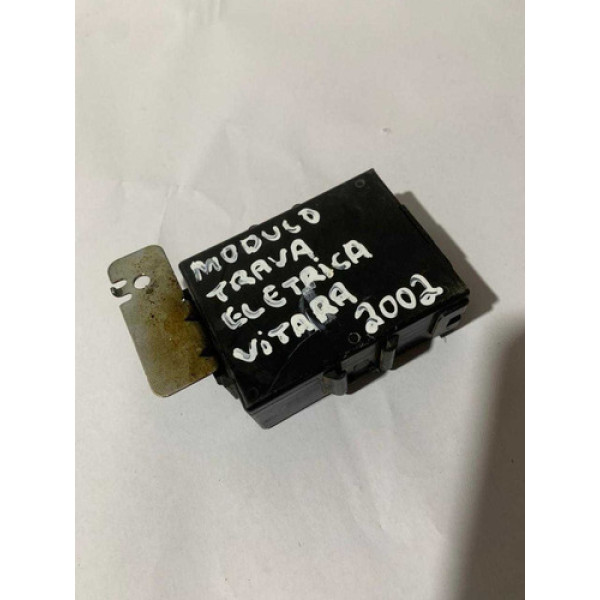 MODULO
TRAVA
ELETRICA
ViTARA 2002